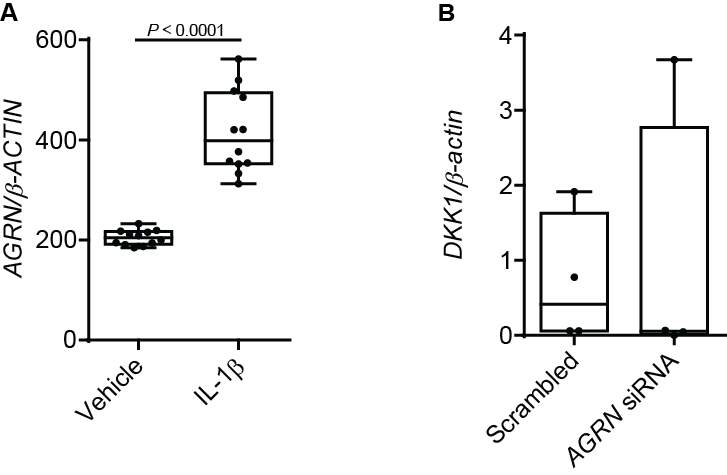 A
AGRN/β-ACTIN
600
400
200
0
P < 0.0001
Vehicle
IL-1β
B
DKK1/β-actin
4
3
2
1
0
Scrambled
AGRN siRNA